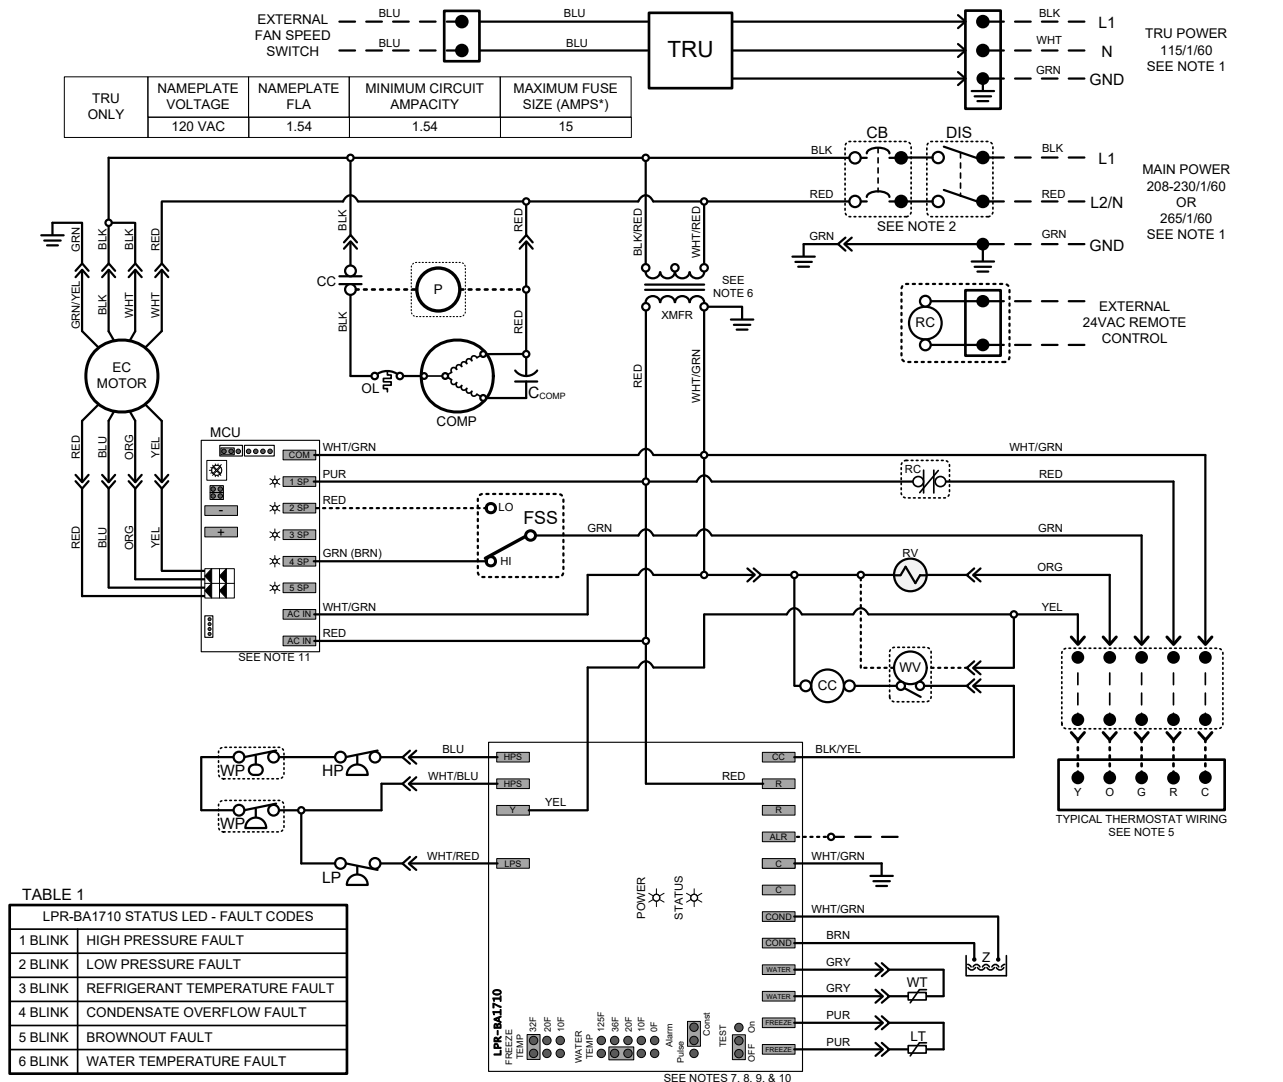 EXTERNAL
FAN SPEED
SWITCH
BLU
BLU
BLU
BLU
TRU
BLK
WHT
GRN
L1
N
GND
TRU POWER
115/1/60
SEE NOTE 1
TRU
ONLY
NAMEPLATE
VOLTAGE
NAMEPLATE
FLA
MINIMUM CIRCUIT
AMPACITY
MAXIMUM FUSE
SIZE (AMPS*)
120 VAC
1.54
1.54
15
CB
DIS
BLK
RED
BLK
RED
L1
L2/N
SEE NOTE 2
MAIN POWER
208-230/1/60
OR
265/1/60
SEE NOTE 1
GRN
GRN
GND
GRN
BLK
BLK
RED
GRN/YEL
BLK
WHT
WHT
EC
MOTOR
RED
BLU
ORG
YEL
RED
BLU
ORG
YEL
BLK
RED
CC
P
BLK
RED
OL
COMP
CCOMP
BLK/RED
WHT/RED
SEE
NOTE 6
XMFR
RED
WHT/GRN
RC
EXTERNAL
24VAC REMOTE
CONTROL
MCU
COM
1 SP
2 SP
3 SP
4 SP
5 SP
AC IN
AC IN
-
+
SEE NOTE 11
WHT/GRN
PUR
RED
GRN (BRN)
WHT/GRN
RED
LO
FSS
HI
GRN
WHT/GRN
RC
RED
GRN
RV
ORG
YEL
WV
CC
Y
O
G
R
C
TYPICAL THERMOSTAT WIRING
SEE NOTE 5
WP
HP
WP
LP
BLU
WHT/BLU
YEL
WHT/RED
HPS
HPS
Y
LPS
CC
R
R
ALR
C
C
COND
COND
WATER
WATER
FREEZE
FREEZE
RED
BLK/YEL
WHT/GRN
WHT/GRN
BRN
GRY
GRY
PUR
PUR
Z
WT
LT
POWER
STATUS
LPR-BA1710
FREEZE
TEMP
32F
20F
10F
WATER
TEMP
125F
36F
20F
10F
0F
Alarm
Pulse
Const
TEST
On
OFF
SEE NOTES 7, 8, 9, & 10
TABLE 1
LPR-BA1710 STATUS LED - FAULT CODES
1 BLINK HIGH PRESSURE FAULT
2 BLINK LOW PRESSURE FAULT
3 BLINK REFRIGERANT TEMPERATURE FAULT
4 BLINK CONDENSATE OVERFLOW FAULT
5 BLINK BROWNOUT FAULT
6 BLINK WATER TEMPERATURE FAULT